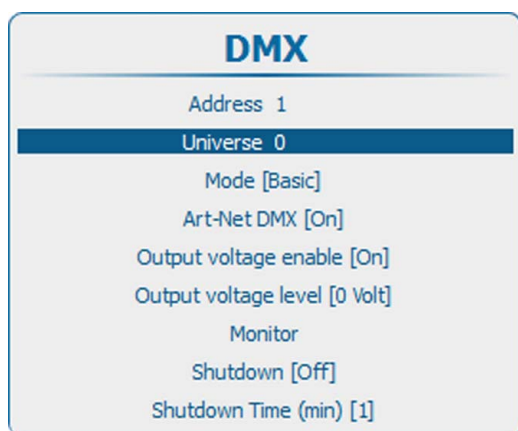 DMX
Address 1
Universe 0
Mode [Basic]
Art-Net DMX [On]
Output voltage enable [On]
Output voltage level [0 Volt]
Monitor
Shutdown [Off]
Shutdown Time (min) [1]